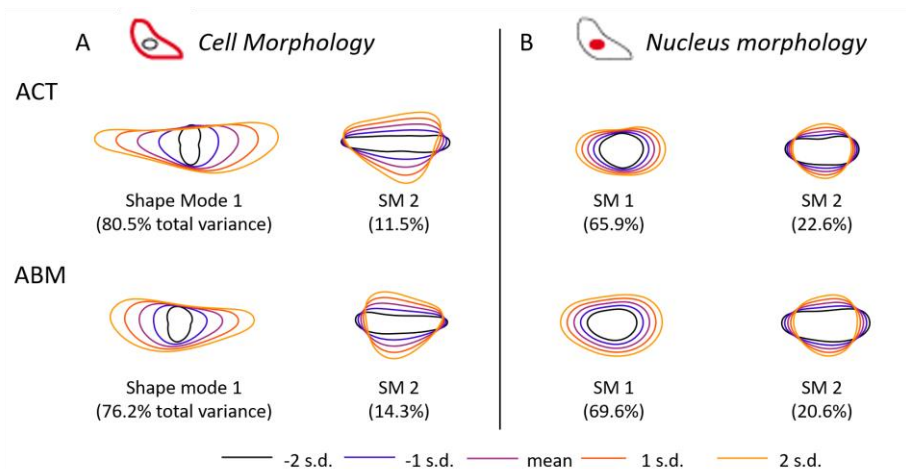 A Cell Morphology
B Nucleus morphology
ACT
Shape Mode 1
(80.5% total variance)
SM 2
(11.5%)
SM 1
(65.9%)
SM 2
(22.6%)
ABM
Shape mode 1
(76.2% total variance)
SM 2
(14.3%)
SM 1
(69.6%)
SM 2
(20.6%)
-2 s.d. -1 s.d. mean 1 s.d. 2 s.d.